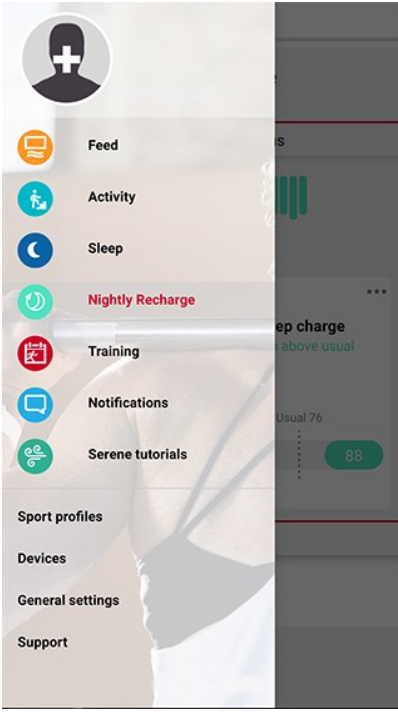 Feed
Activity
Sleep
Nightly Recharge
Training
Notifications
Serene tutorials
Sport profiles
Devices
General settings
Support
ep charge
above usual
Usual 76
88